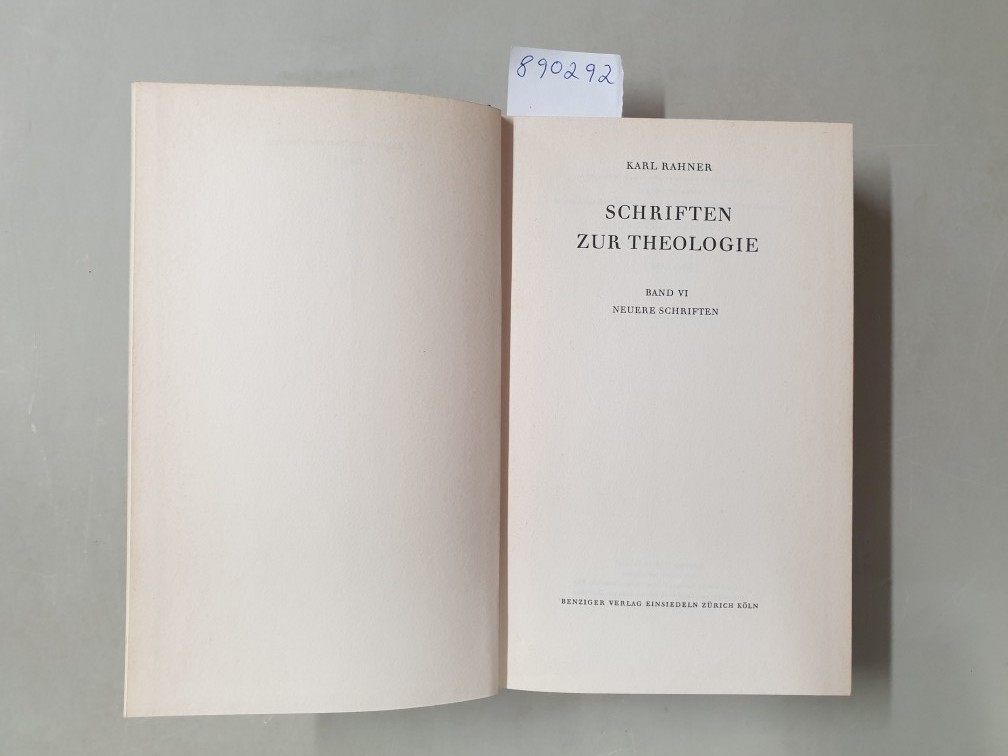 890292
KARL RAHNER
SCHRIFTEN
ZUR THEOLOGIE
BAND VI
NEUERE SCHRIFTEN
BENZIGER VERLAG EINSIEDELN ZÜRICH KÖLN